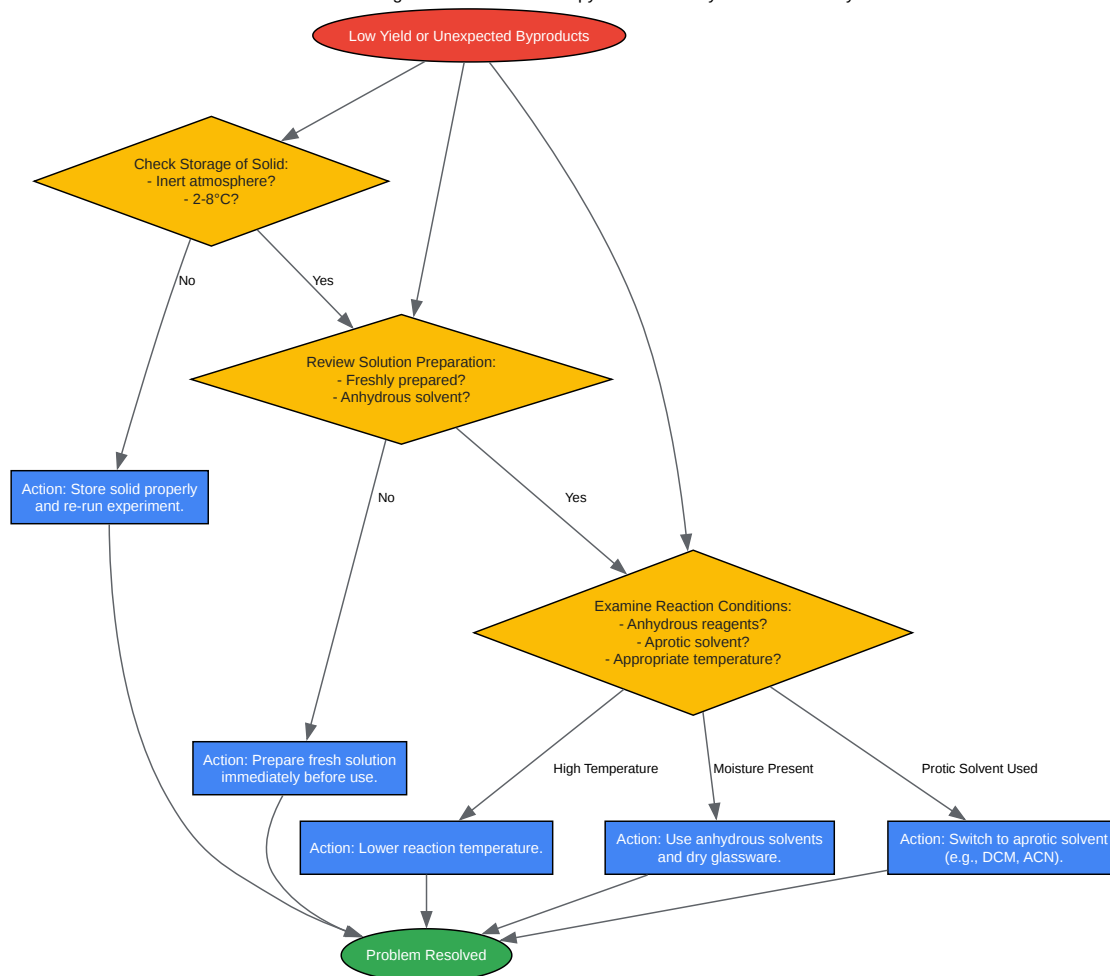 Low Yield or Unexpected Byproducts
Check Storage of Solid:
- Inert atmosphere?
- 2-8°C?
No
Yes
Review Solution Preparation:
- Freshly prepared?
- Anhydrous solvent?
Action: Store solid properly
and re-run experiment.
No
Yes
Examine Reaction Conditions:
- Anhydrous reagents?
- Aprotic solvent?
- Appropriate temperature?
Action: Prepare fresh solution
immediately before use.
High Temperature
Moisture Present
Protic Solvent Used
Action: Lower reaction temperature.
Action: Use anhydrous solvents
and dry glassware.
Action: Switch to aprotic solvent
(e.g., DCM, ACN).
Problem Resolved